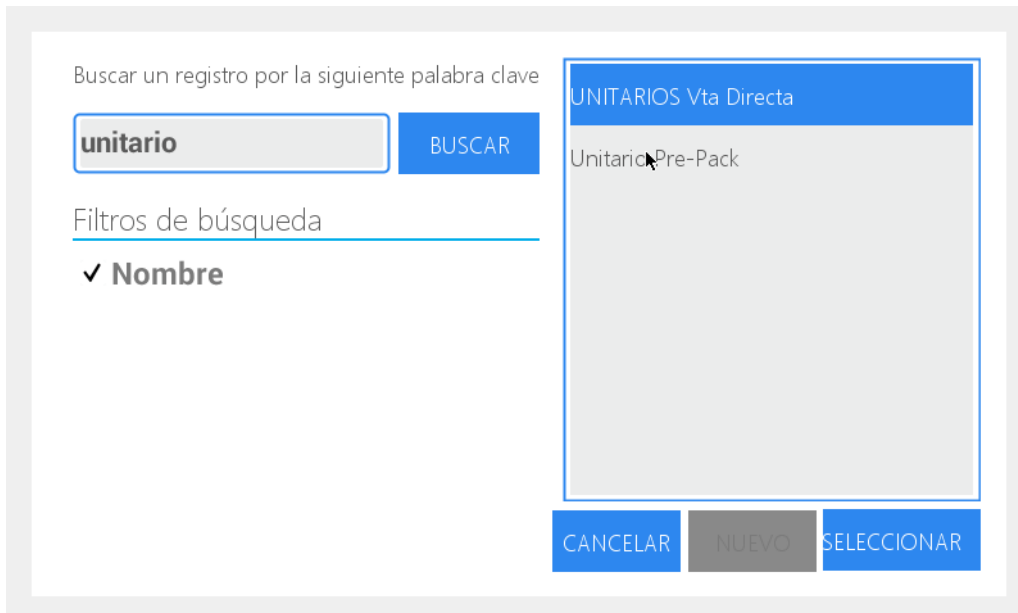 Buscar un registro por la siguiente palabra clave
unitario
BUSCAR
Filtros de búsqueda
✓ Nombre
UNITARIOS Vta Directa
Unitario Pre-Pack
CANCELAR
NUEVO
SELECCIONAR